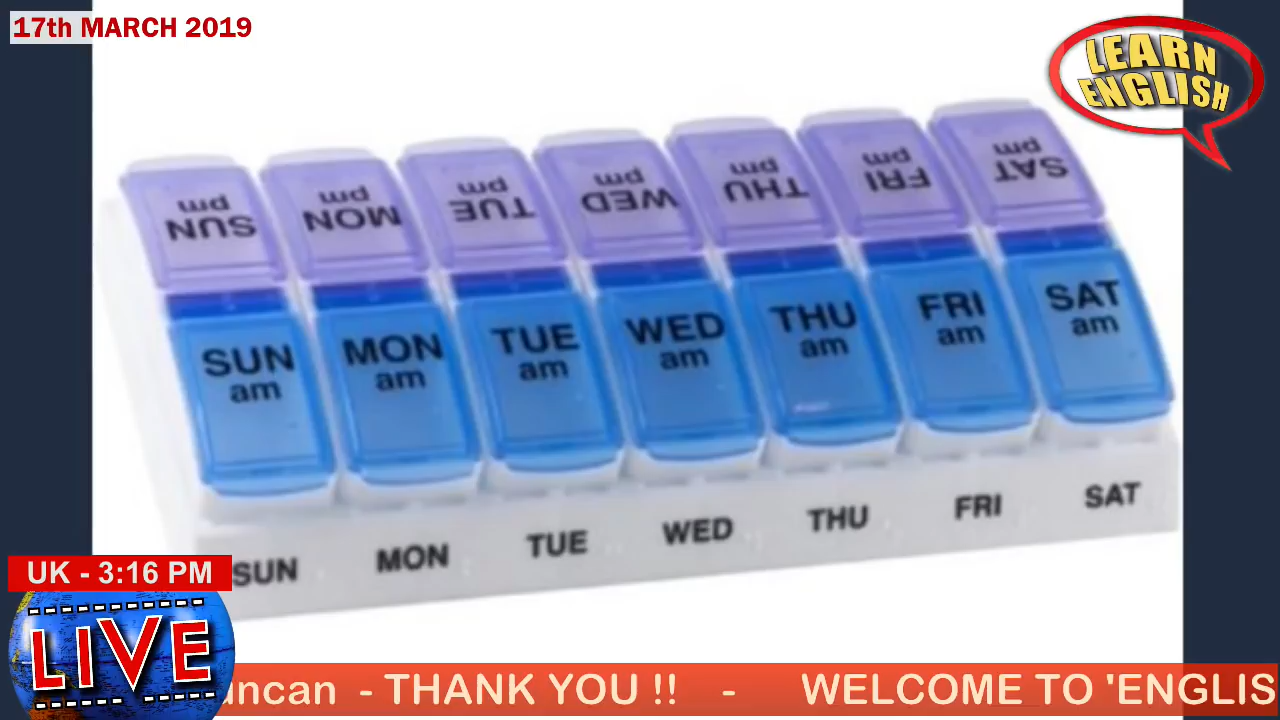 17th MARCH 2019
LEARN
ENGLISH
SUN pm
MON pm
TUE pm
WED pm
THU pm
FRI pm
SAT pm
SUN am
MON am
TUE am
WED am
THU am
FRI am
SAT am
SUN MON TUE WED THU FRI SAT
UK - 3:16 PM
LIVE
uncan - THANK YOU !! - WELCOME TO 'ENGLIS